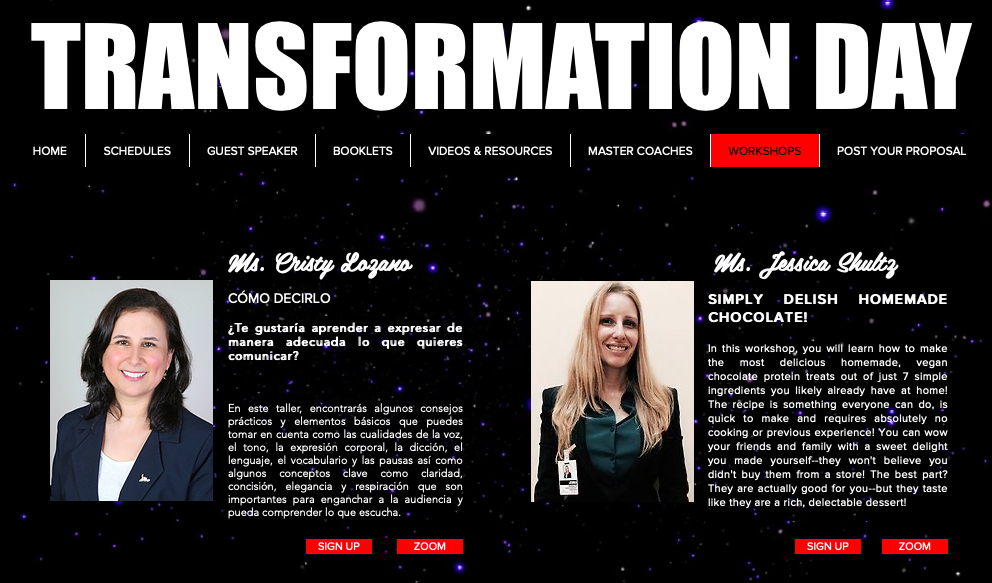 TRANSFORMATION DAY
HOME
SCHEDULES
GUEST SPEAKER
BOOKLETS
VIDEOS & RESOURCES
MASTER COACHES
WORKSHOPS
POST YOUR PROPOSAL
Ms. Cristy Lozano
CÓMO DECIRLO
¿Te gustaría aprender a expresar de
manera adecuada lo que quieres
comunicar?
En este taller, encontrarás algunos consejos
prácticos y elementos básicos que puedes
tomar en cuenta como las cualidades de la voz,
el tono, la expresión corporal, la dicción, el
lenguaje, el vocabulario y las pausas así como
algunos conceptos clave como claridad,
concisión, elegancia y respiración que son
importantes para enganchar a la audiencia y
pueda comprender lo que escucha.
SIGN UP
ZOOM
Ms. Jessica Shultz
SIMPLY DELISH HOMEMADE
CHOCOLATE!
In this workshop, you will learn how to make
the most delicious homemade, vegan
chocolate protein treats out of just 7 simple
ingredients you likely already have at home!
The recipe is something everyone can do, is
quick to make and requires absolutely no
cooking or previous experience! You can wow
your friends and family with a sweet delight
you made yourself--they won't believe you
didn't buy them from a store! The best part?
They are actually good for you--but they taste
like they are a rich, delectable dessert!
SIGN UP
ZOOM